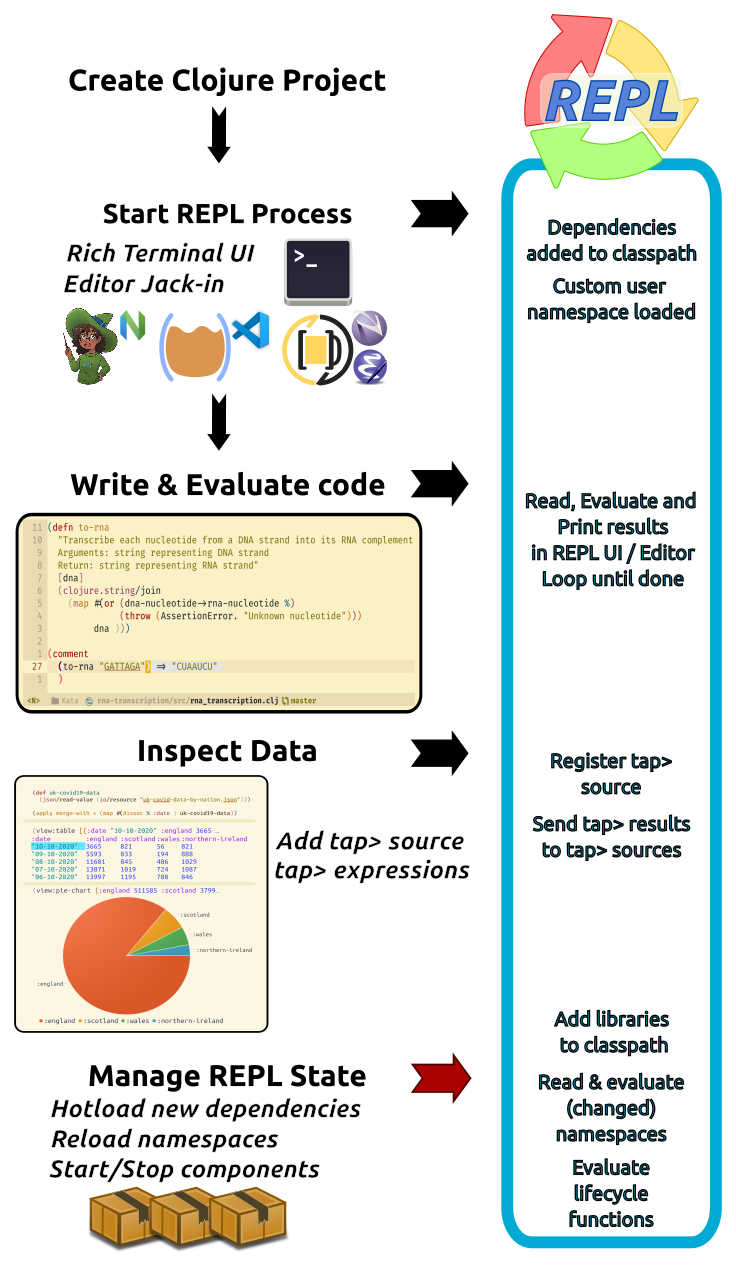 REPL
Create Clojure Project
Start REPL Process
Rich Terminal UI
Editor Jack-in
>_
Dependencies
added to classpath
Custom user
namespace loaded
Write & Evaluate code
11 (defn to-rna
10 "Transcribe each nucleotide from a DNA strand into its RNA complement
9 Arguments: string representing DNA strand
8 Return: string representing RNA strand"
7 [dna]
6 (clojure.string/join
5 (map #(or (dna-nucleotide->rna-nucleotide %)
4 (throw (AssertionError. "Unknown nucleotide")))
3 dna )))
2
1 (comment
27 (to-rna "GATTAGA") => "CUAAUCU"
1 )
<N> Kata rna-transcription/src/rna_transcription.clj master
Read, Evaluate and
Print results
in REPL UI / Editor
Loop until done
Inspect Data
(def uk-covid19-data
(json/read-value (io/resource "uk-covid-data-by-nation.json")))
(apply merge-with + (map #(dissoc % :date ) uk-covid19-data))
(view:table [{:date "10-10-2020" :england 3665 …
:date :england :scotland :wales :northern-ireland
"10-10-2020" 3665 821 56 821
"09-10-2020" 5593 833 194 888
"08-10-2020" 11681 845 486 1029
"07-10-2020" 13871 1019 724 1087
"06-10-2020" 13997 1195 788 846
(view:pie-chart {:england 511585 :scotland 3799…
:scotland
:wales
:northern-ireland
:england
:england :scotland :wales :northern-ireland
Add tap> source
tap> expressions
Register tap>
source
Send tap> results
to tap> sources
Manage REPL State
Hotload new dependencies
Reload namespaces
Start/Stop components
Add libraries
to classpath
Read & evaluate
(changed)
namespaces
Evaluate
lifecycle
functions